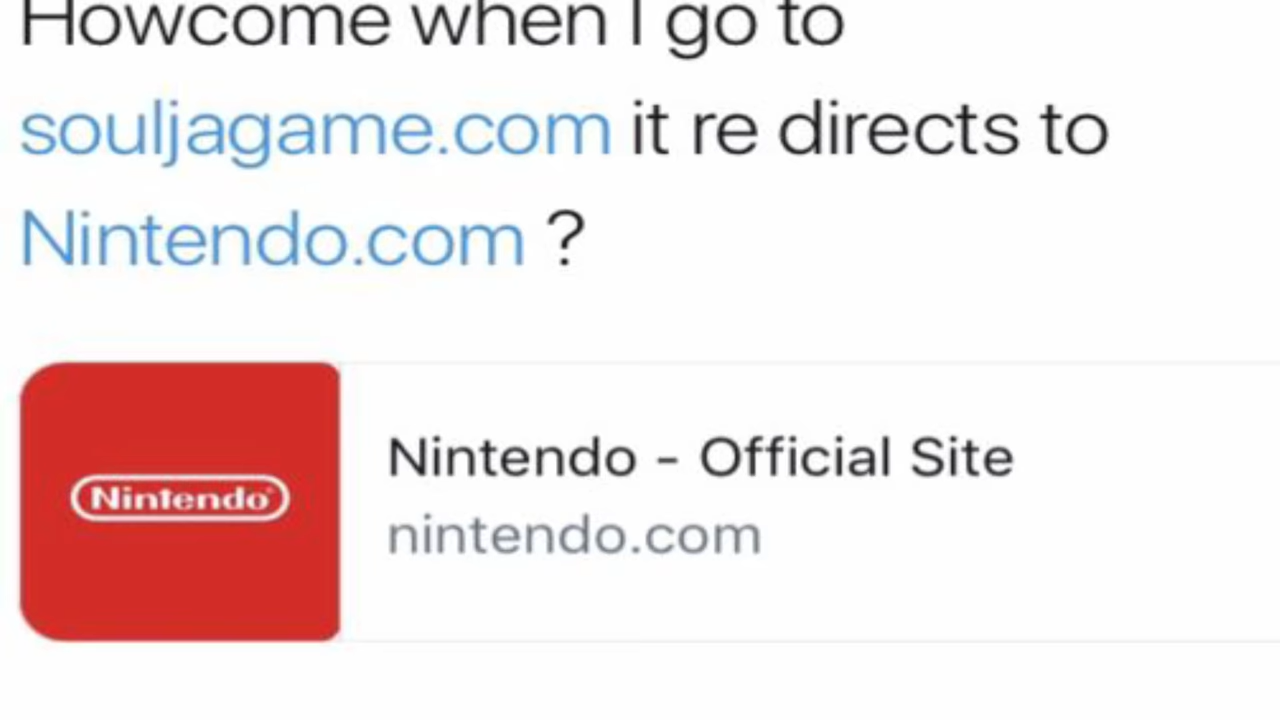 Howcome when I go to
souljagame.com it re directs to
Nintendo.com ?
Nintendo
Nintendo - Official Site
nintendo.com